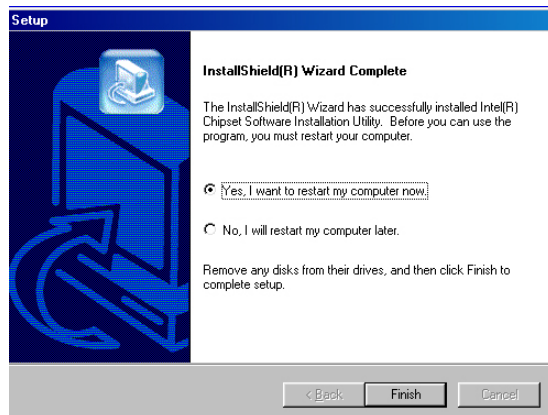 Setup
InstallShield(R) Wizard Complete
The InstallShield(R) Wizard has successfully installed Intel(R)
Chipset Software Installation Utility.  Before you can use the
program, you must restart your computer.
Yes, I want to restart my computer now.
No, I will restart my computer later.
Remove any disks from their drives, and then click Finish to
complete setup.
< Back
Finish
Cancel